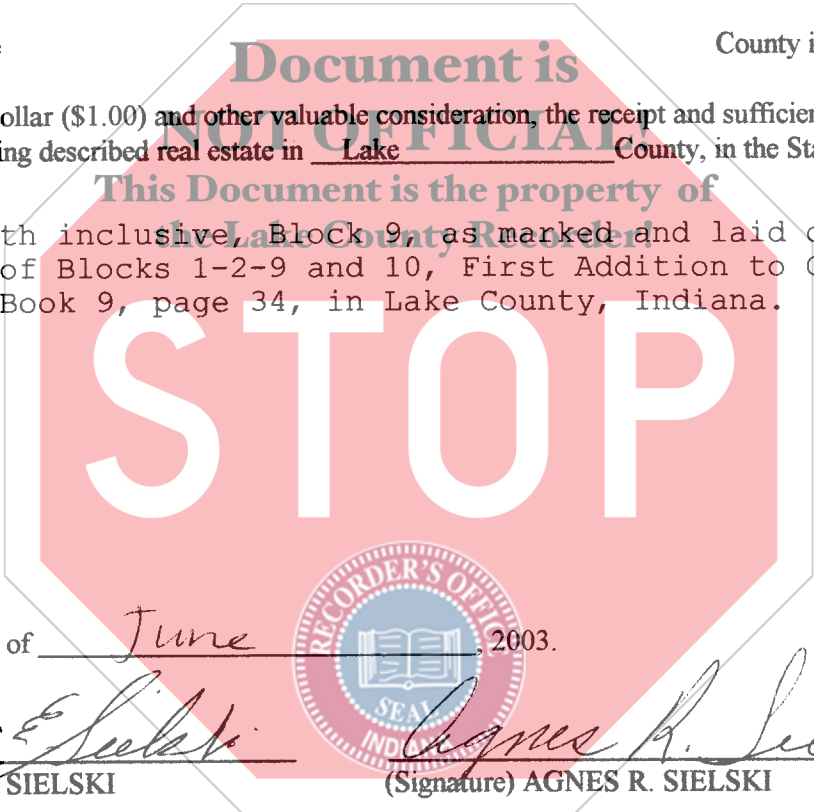 County i
Document is
ollar ($1.00) and other valuable consideration, the receipt and sufficien
NOT OFFICIAL!
ing described real estate in Lake County, in the Sta
This Document is the property of
the Lake County Recorder!
th inclusive, Block 9, as marked and laid o
of Blocks 1-2-9 and 10, First Addition to
Book 9, page 34, in Lake County, Indiana.
STOP
RECORDER'S OFFICE
SEAL
INDIANA
of June, 2003.
E Sielski
Agnes R.
SIELSKI
(Signature) AGNES R. SIELSKI